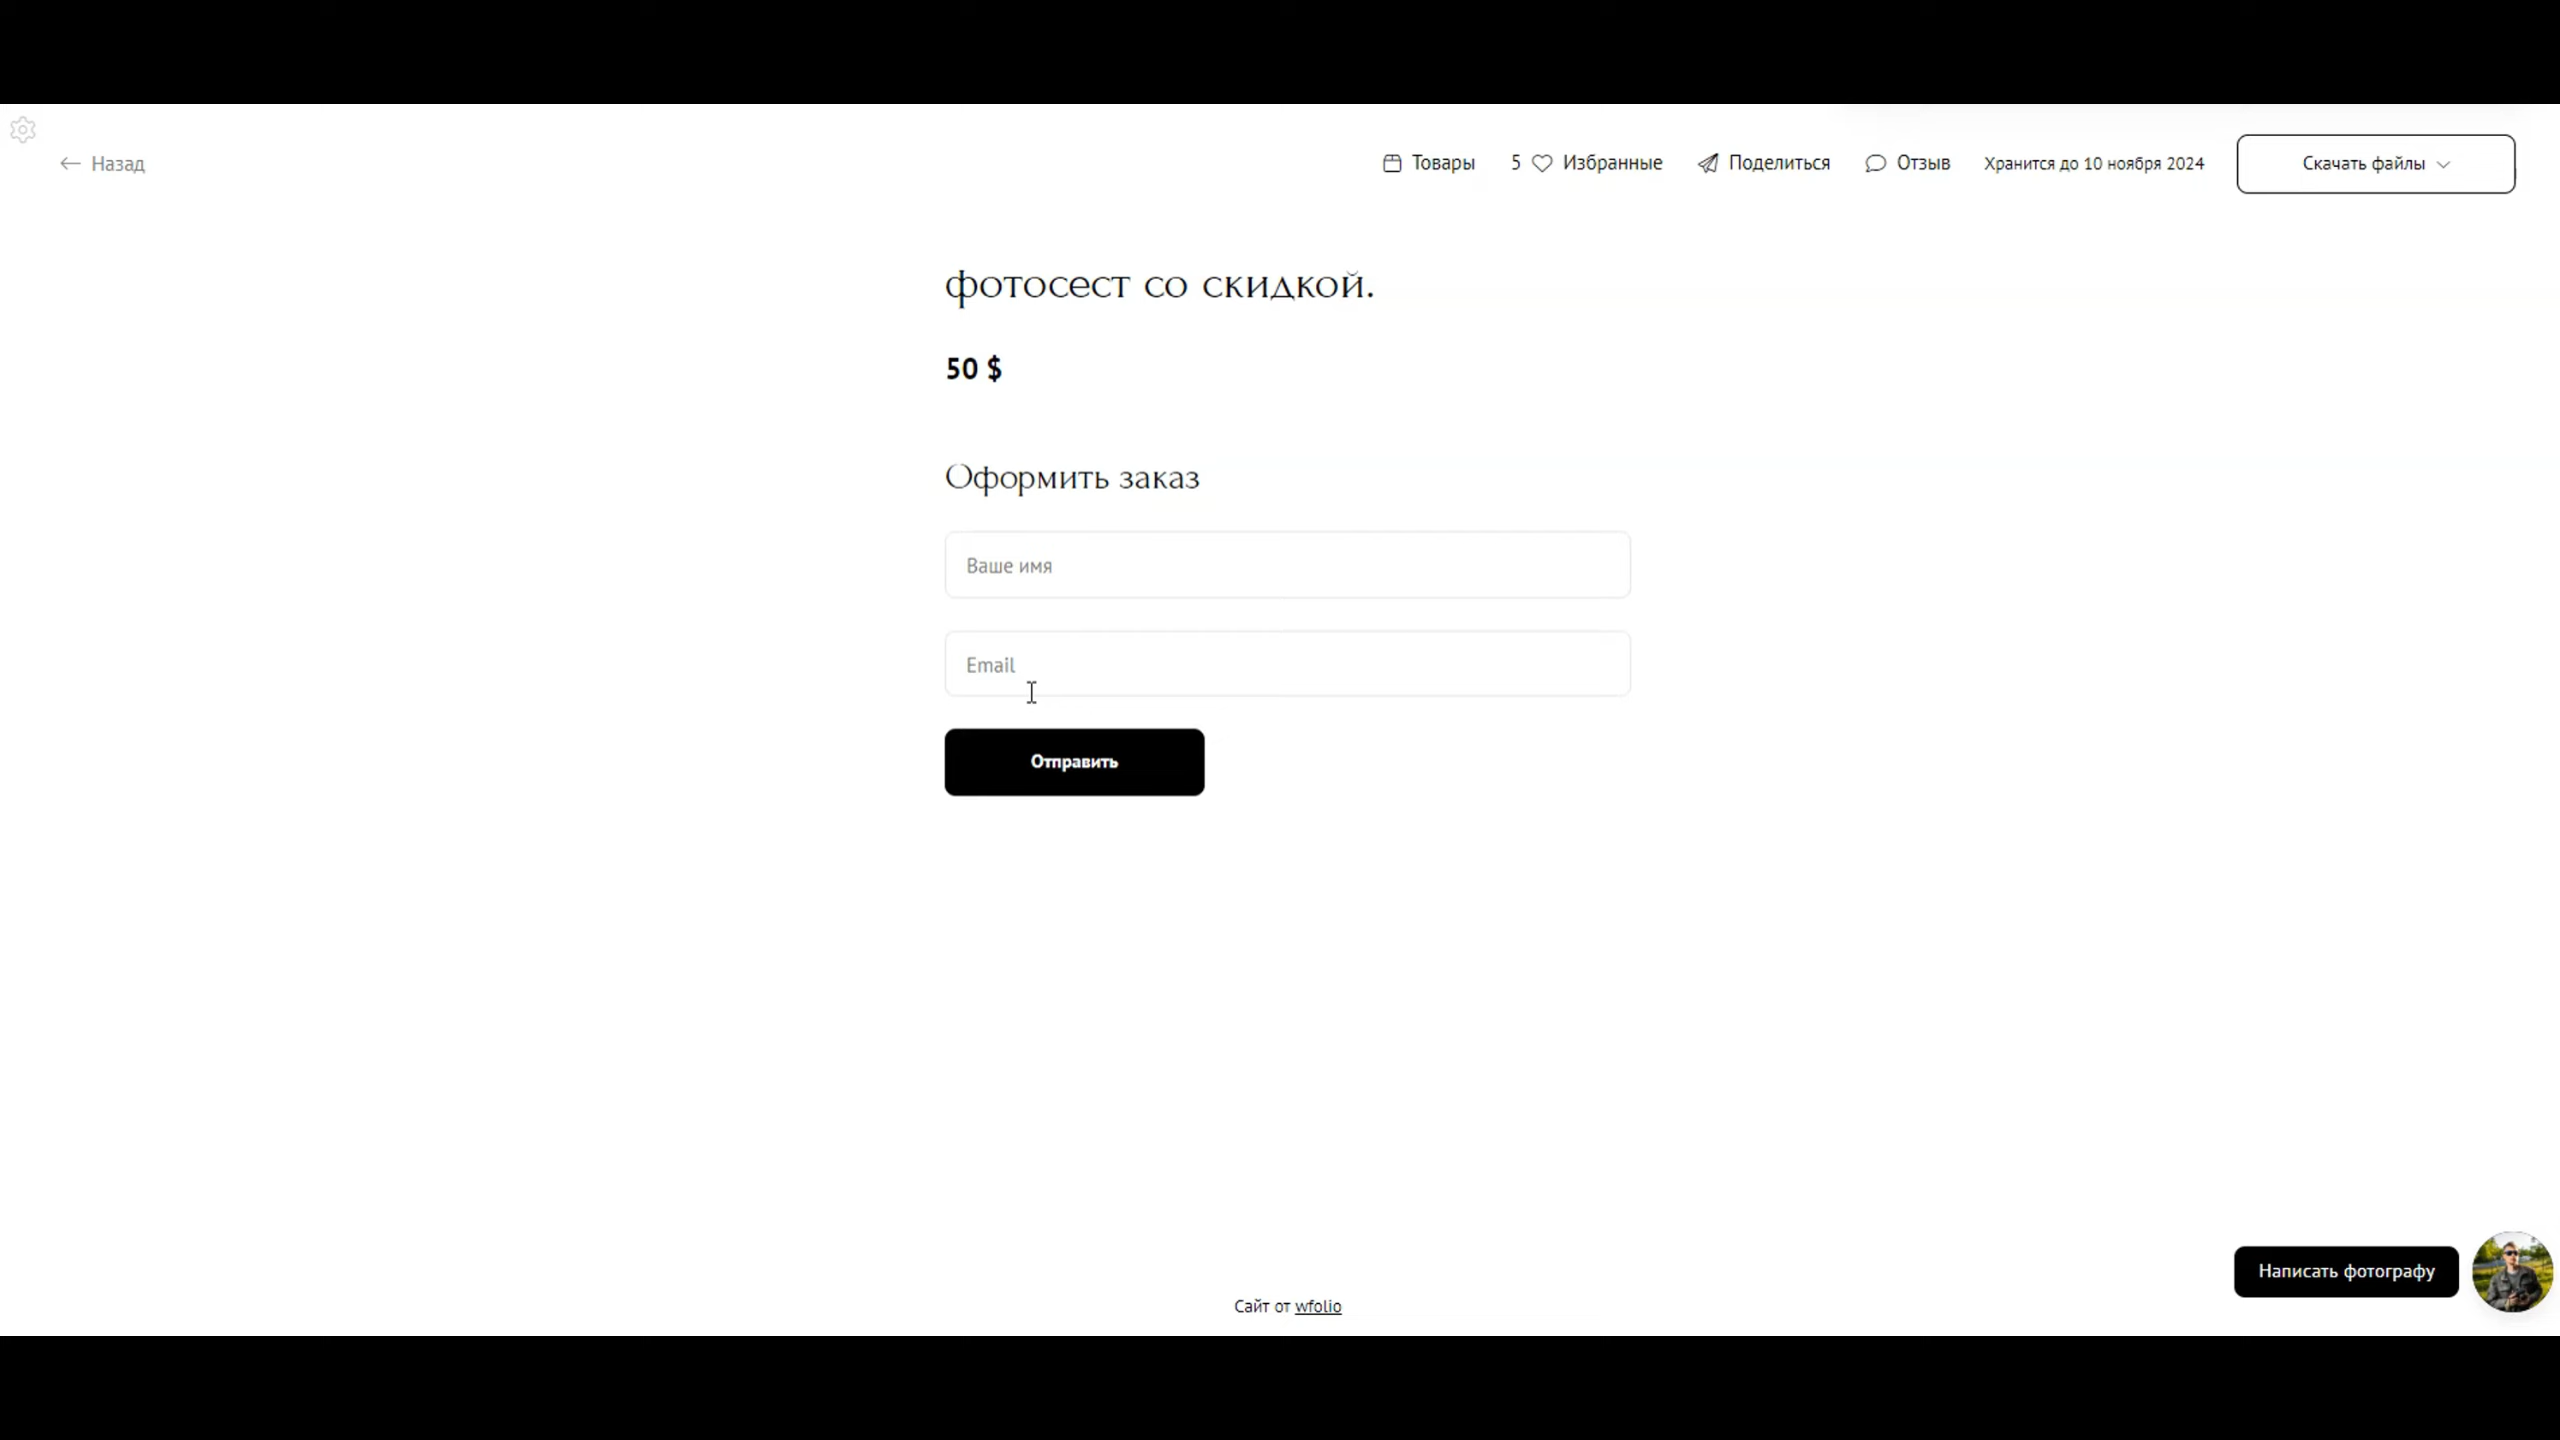 Назад
Товары
5 Избранные
Поделиться
Отзыв
Хранится до 10 ноября 2024
Скачать файлы
фотосест со скидкой.
50 $
Оформить заказ
Ваше имя
Email
Отправить
Написать фотографу
Сайт от wfolio